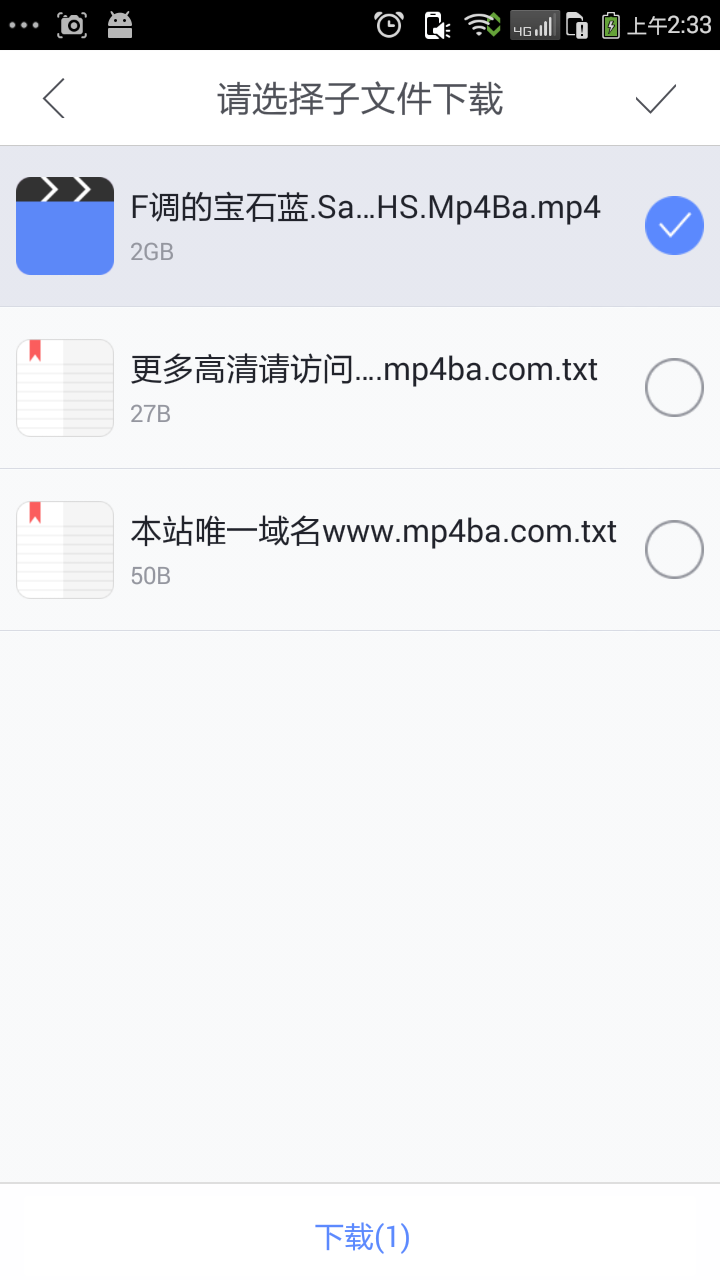 4G 上午2:33
请选择子文件下载
F调的宝石蓝.Sa...HS.Mp4Ba.mp4
2GB
更多高清请访问....mp4ba.com.txt
27B
本站唯一域名www.mp4ba.com.txt
50B
下载(1)